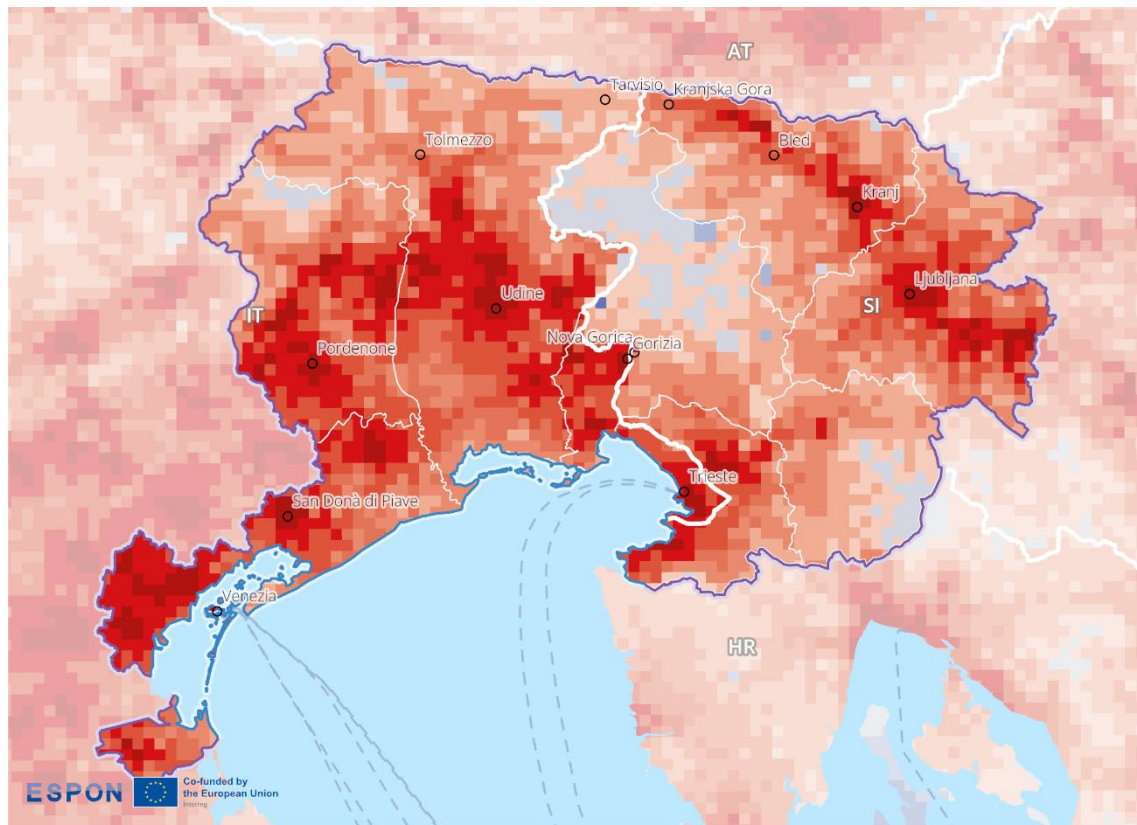 AT
Tarvisio
Kranjska Gora
Tolmezzo
Bled
Kranj
Ljubljana
Udine
SI
IT
Nova Gorica
Gorizia
Pordenone
Trieste
San Donà di Piave
Venezia
HR
ESPON
Co-funded by
the European Union
Interreg